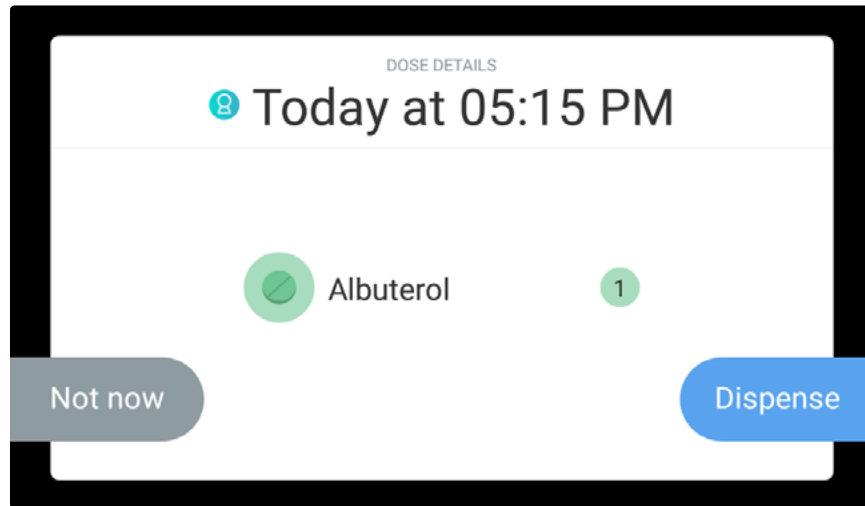 DOSE DETAILS
Today at 05:15 PM
Albuterol 1
Not now
Dispense